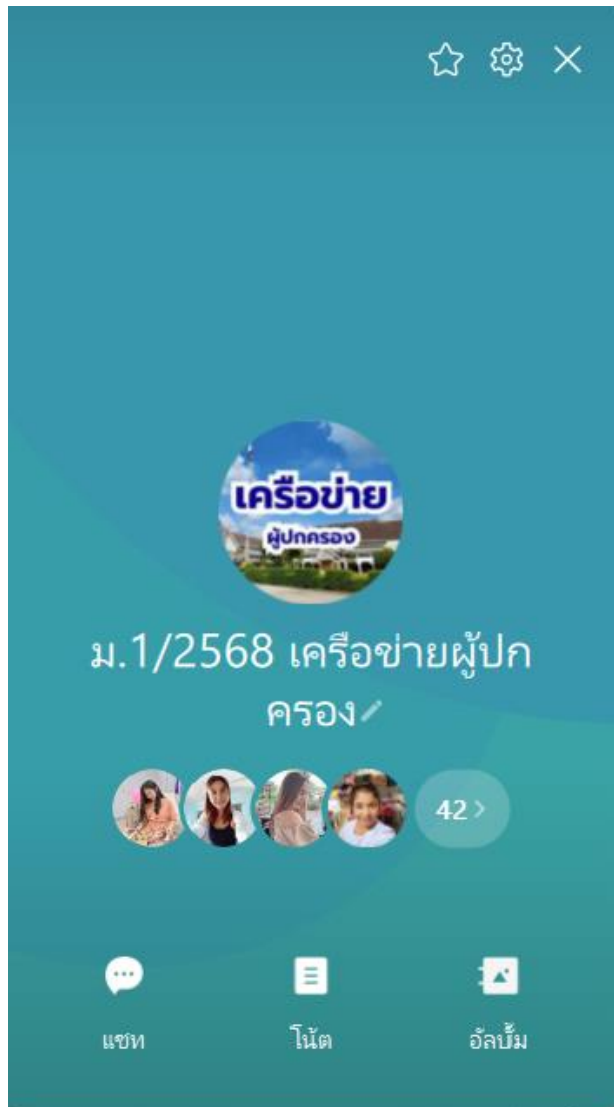 เครือข่าย
ผู้ปกครอง
ม.1/2568 เครือข่ายผู้ปก
ครอง
42
แชท
โน้ต
อัลบั้ม